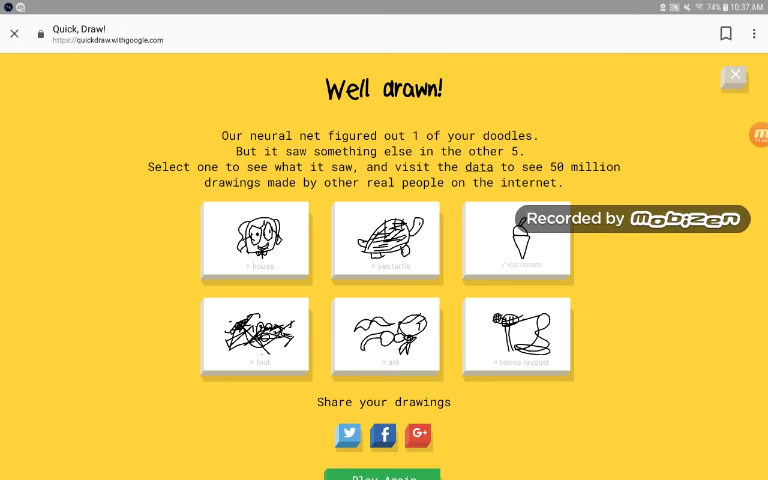 74% 10:37 AM
Quick, Draw!
https://quickdraw.withgoogle.com
Well drawn!
Our neural net figured out 1 of your doodles.
But it saw something else in the other 5.
Select one to see what it saw, and visit the data to see 50 million
drawings made by other real people on the internet.
Recorded by mobizen
× house
× sea turtle
✓ ice cream
× foot
× ant
× tennis racquet
Share your drawings
f
G+
Play Again